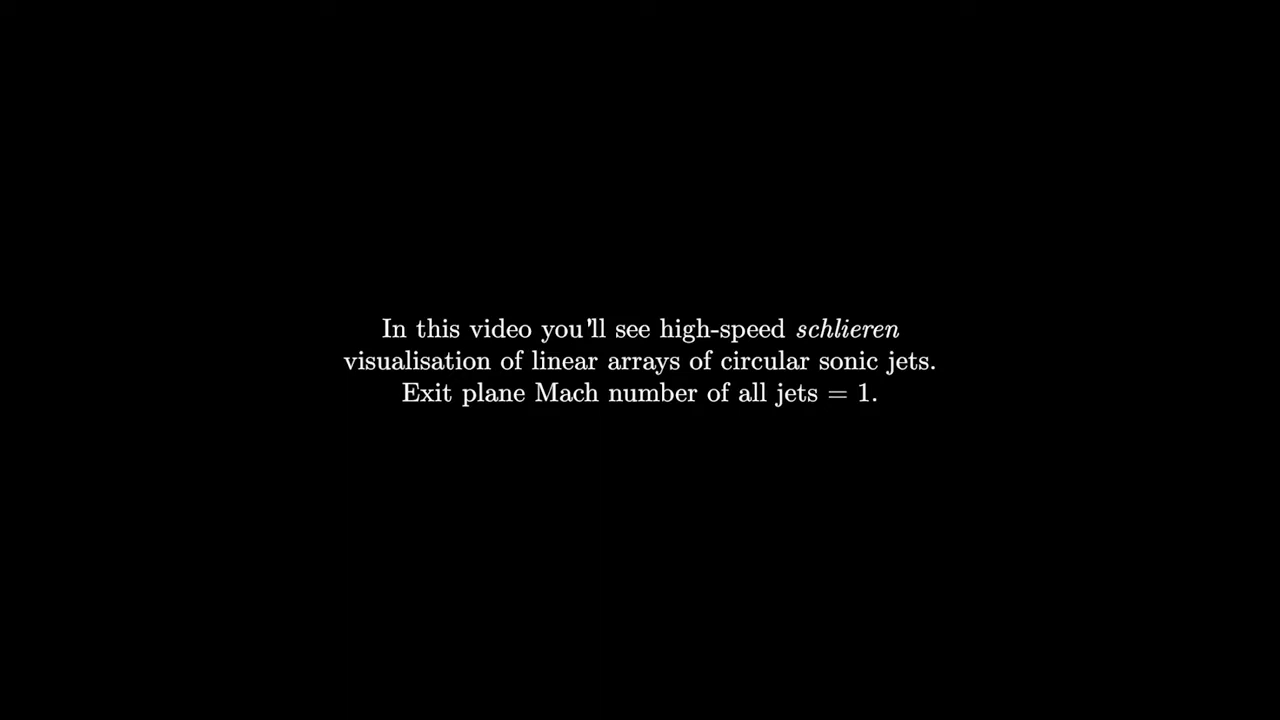 In this video you'll see high-speed schlieren
visualisation of linear arrays of circular sonic jets.
Exit plane Mach number of all jets = 1.